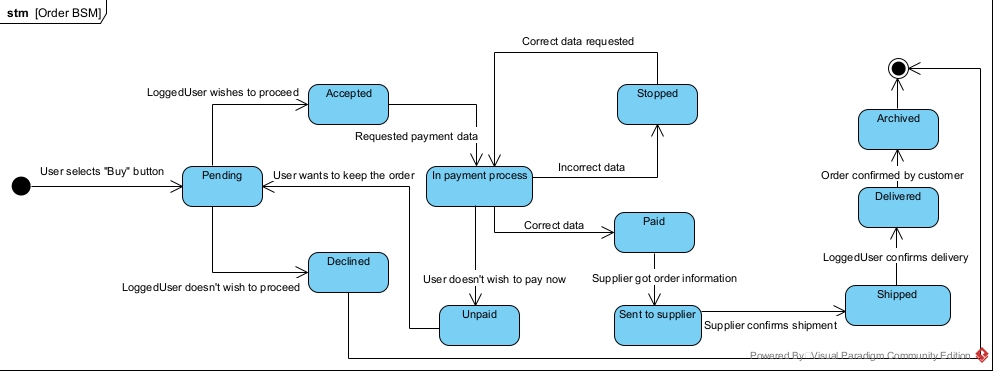 stm [Order BSM]
Correct data requested
LoggedUser wishes to proceed
Accepted
Stopped
Archived
Requested payment data
User selects "Buy" button
Pending
User wants to keep the order
In payment process
Incorrect data
Order confirmed by customer
Delivered
Correct data
Paid
Declined
LoggedUser doesn't wish to proceed
User doesn't wish to pay now
Supplier got order information
LoggedUser confirms delivery
Shipped
Unpaid
Sent to supplier
Supplier confirms shipment
Powered By: Visual Paradigm Community Edition